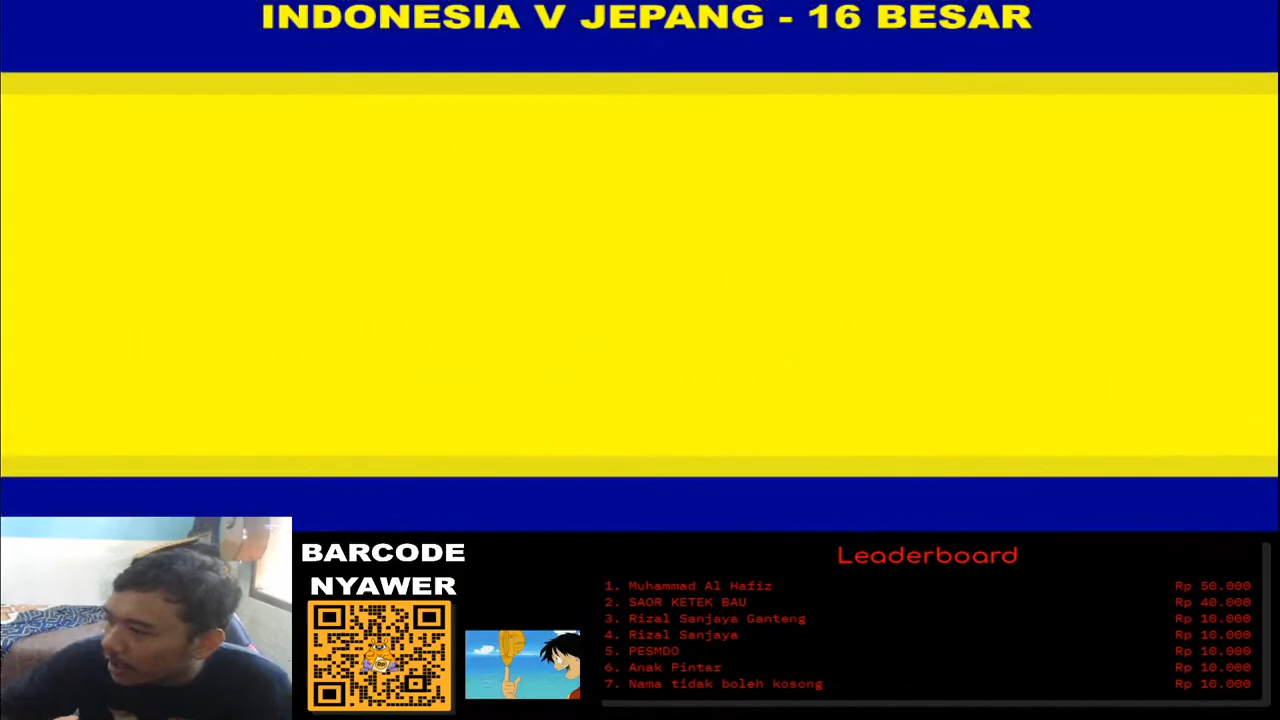 INDONESIA V JEPANG - 16 BESAR
BARCODE
NYAWER
Leaderboard
1. Muhammad Al Hafiz Rp 50.000
2. SAOR KETEK BAU Rp 40.000
3. Rizal Sanjaya Ganteng Rp 10.000
4. Rizal Sanjaya Rp 10.000
5. PESMDO Rp 10.000
6. Anak Pintar Rp 10.000
7. Nama tidak boleh kosong Rp 10.000